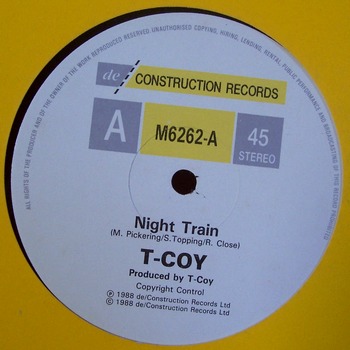 ALL RIGHTS OF THE PRODUCER AND OF THE OWNER OF THE WORK REPRODUCED RESERVED. UNAUTHORISED COPYING, HIRING, LENDING, RENTAL, PUBLIC PERFORMANCE AND BROADCASTING OF THIS RECORD PROHIBITED
de/ CONSTRUCTION RECORDS
A
M6262-A
45
STEREO
Night Train
(M. Pickering/S.Topping/R. Close)
T-COY
Produced by T-Coy
Copyright Control
℗ 1988 de/Construction Records Ltd
© 1988 de/Construction Records Ltd